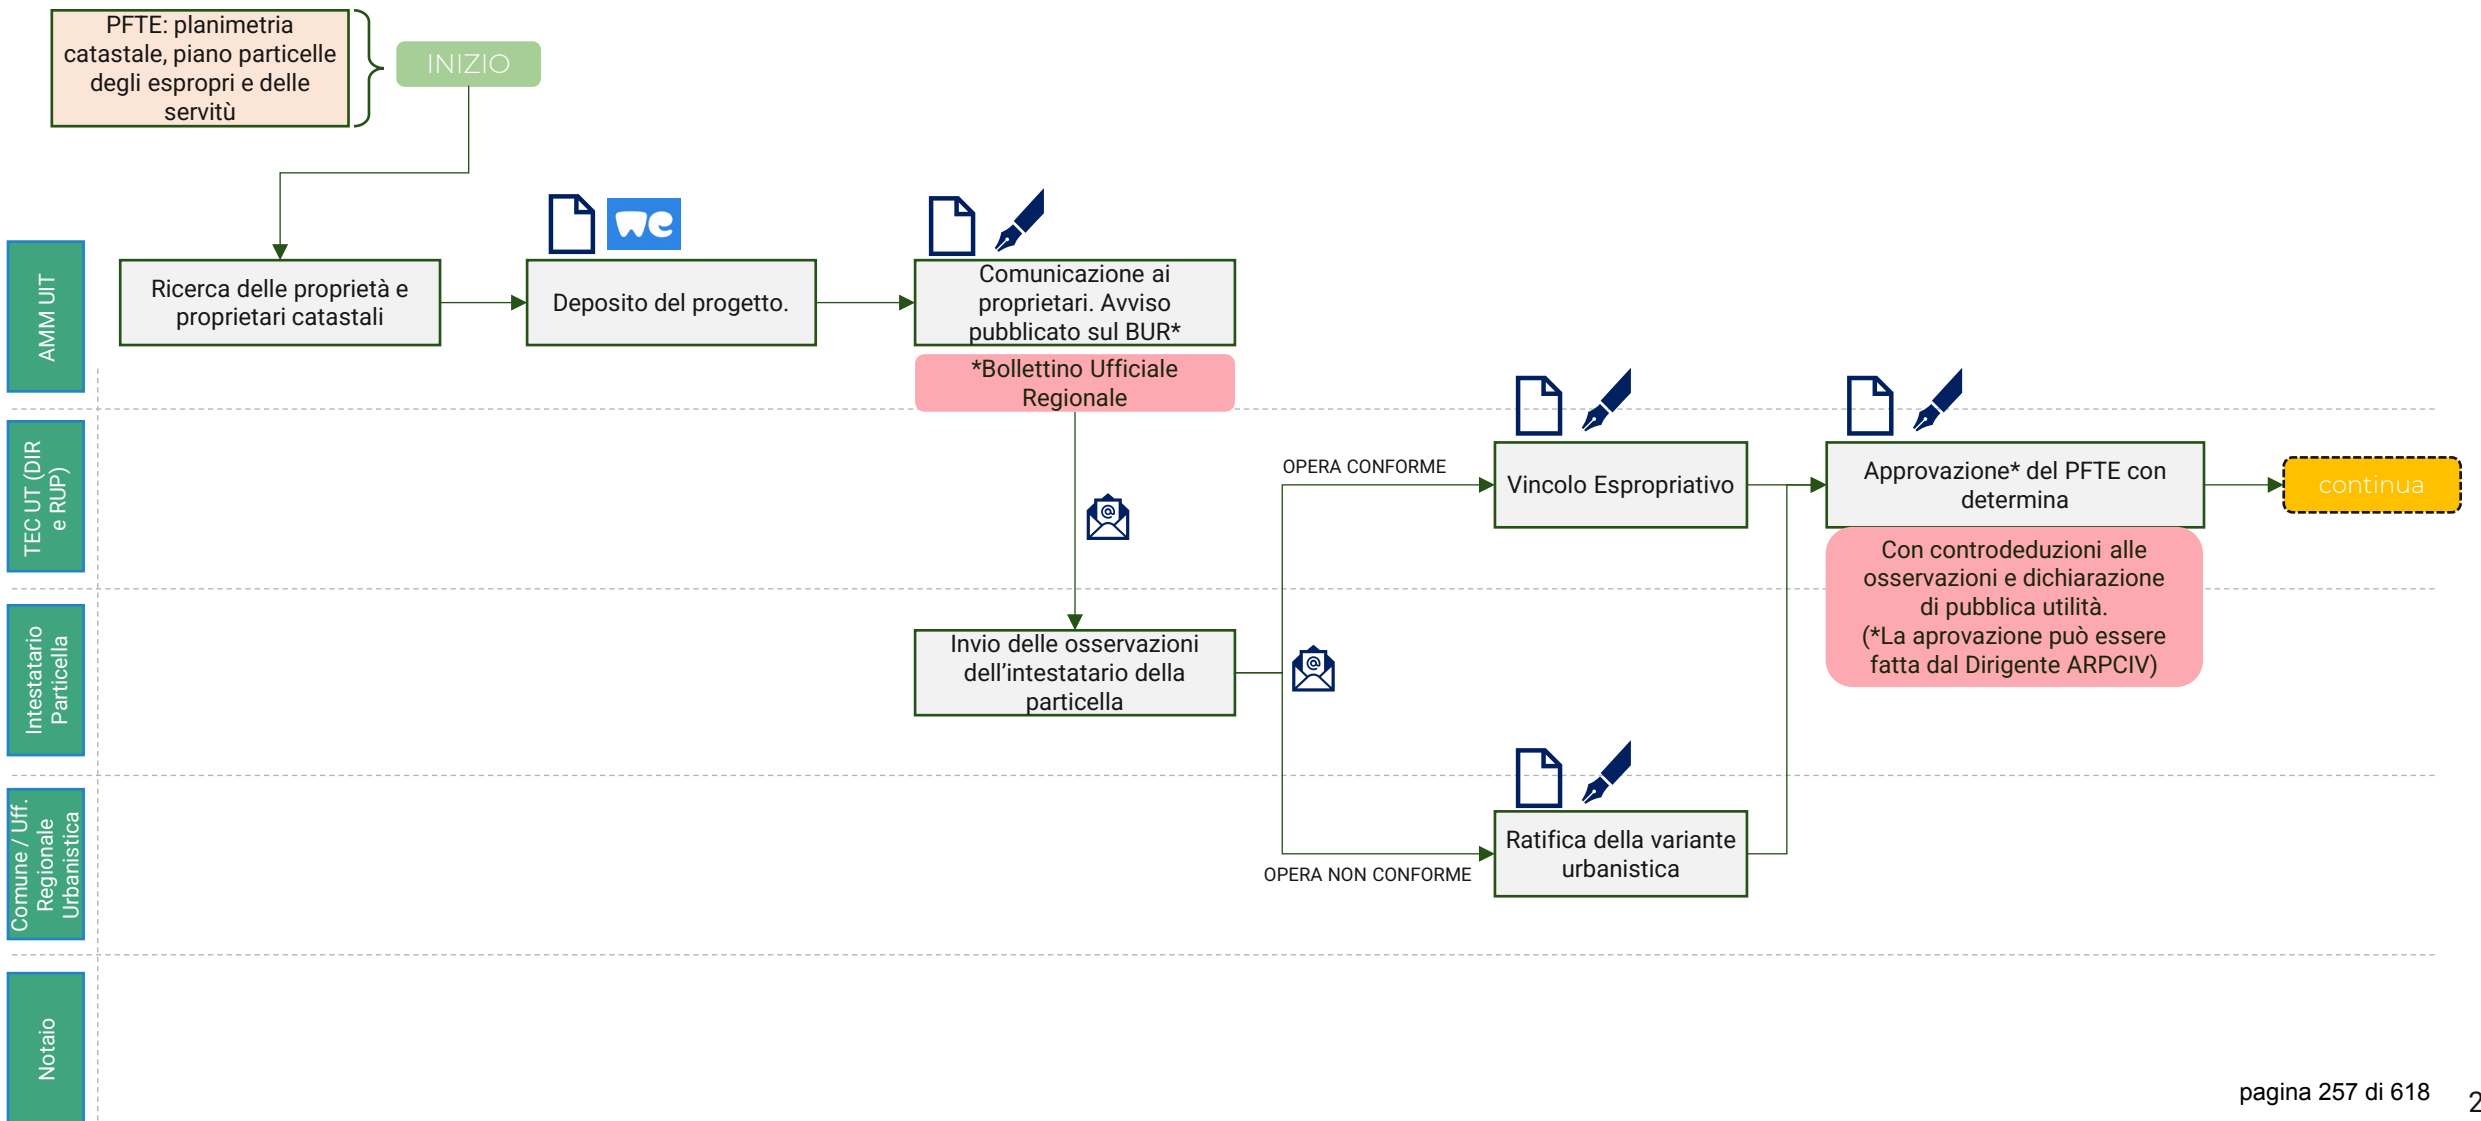 PFTE: planimetria
catastale, piano particelle
degli espropri e delle
servitù
INIZIO
we
AMM UIT
Ricerca delle proprietà e
proprietari catastali
Deposito del progetto.
Comunicazione ai
proprietari. Avviso
pubblicato sul BUR*
*Bollettino Ufficiale
Regionale
TEC UT (DIR
e RUP)
OPERA CONFORME
Vincolo Espropriativo
Approvazione* del PFTE con
determina
continua
Con controdeduzioni alle
osservazioni e dichiarazione
di pubblica utilità.
(*La aprovazione può essere
fatta dal Dirigente ARPCIV)
@
Intestatario
Particella
Invio delle osservazioni
dell’intestatario della
particella
@
Comune / Uff.
Regionale
Urbanistica
OPERA NON CONFORME
Ratifica della variante
urbanistica
Notaio
pagina 257 di 618
2